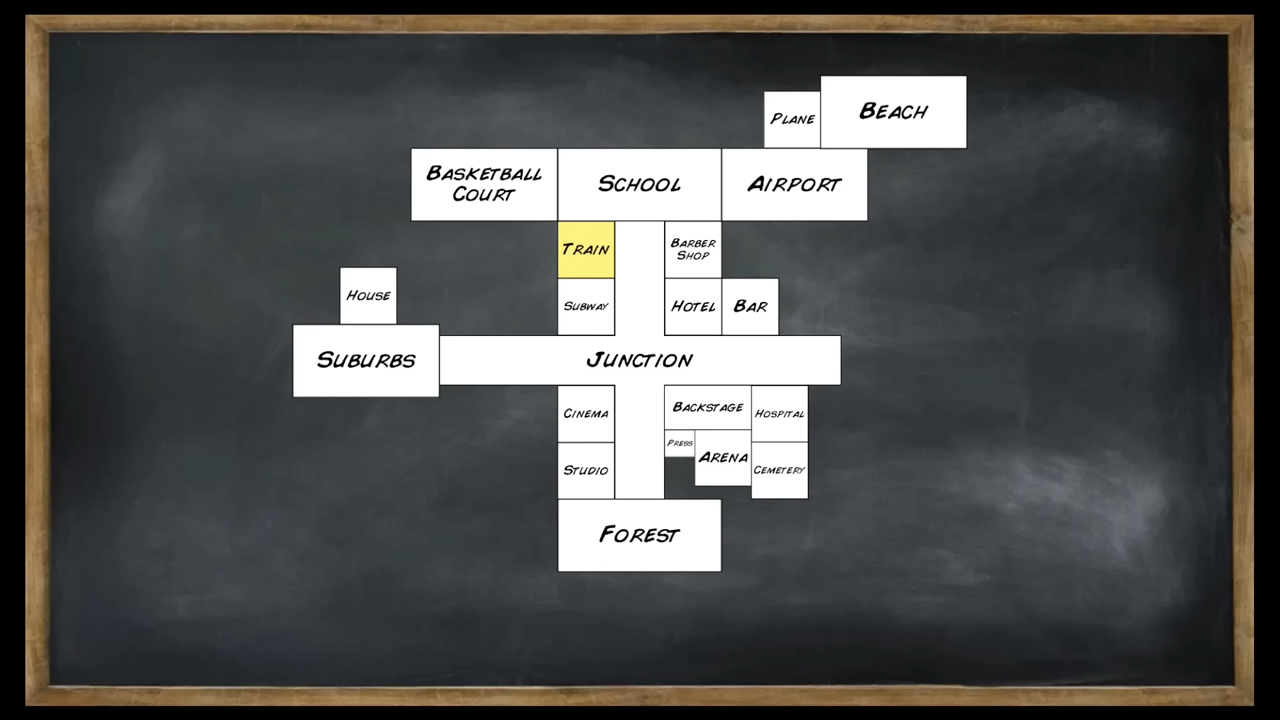 PLANE
BEACH
BASKETBALL
COURT
SCHOOL
AIRPORT
TRAIN
BARBER
SHOP
HOUSE
SUBWAY
HOTEL
BAR
SUBURBS
JUNCTION
CINEMA
BACKSTAGE
HOSPITAL
PRESS
ARENA
STUDIO
CEMETERY
FOREST